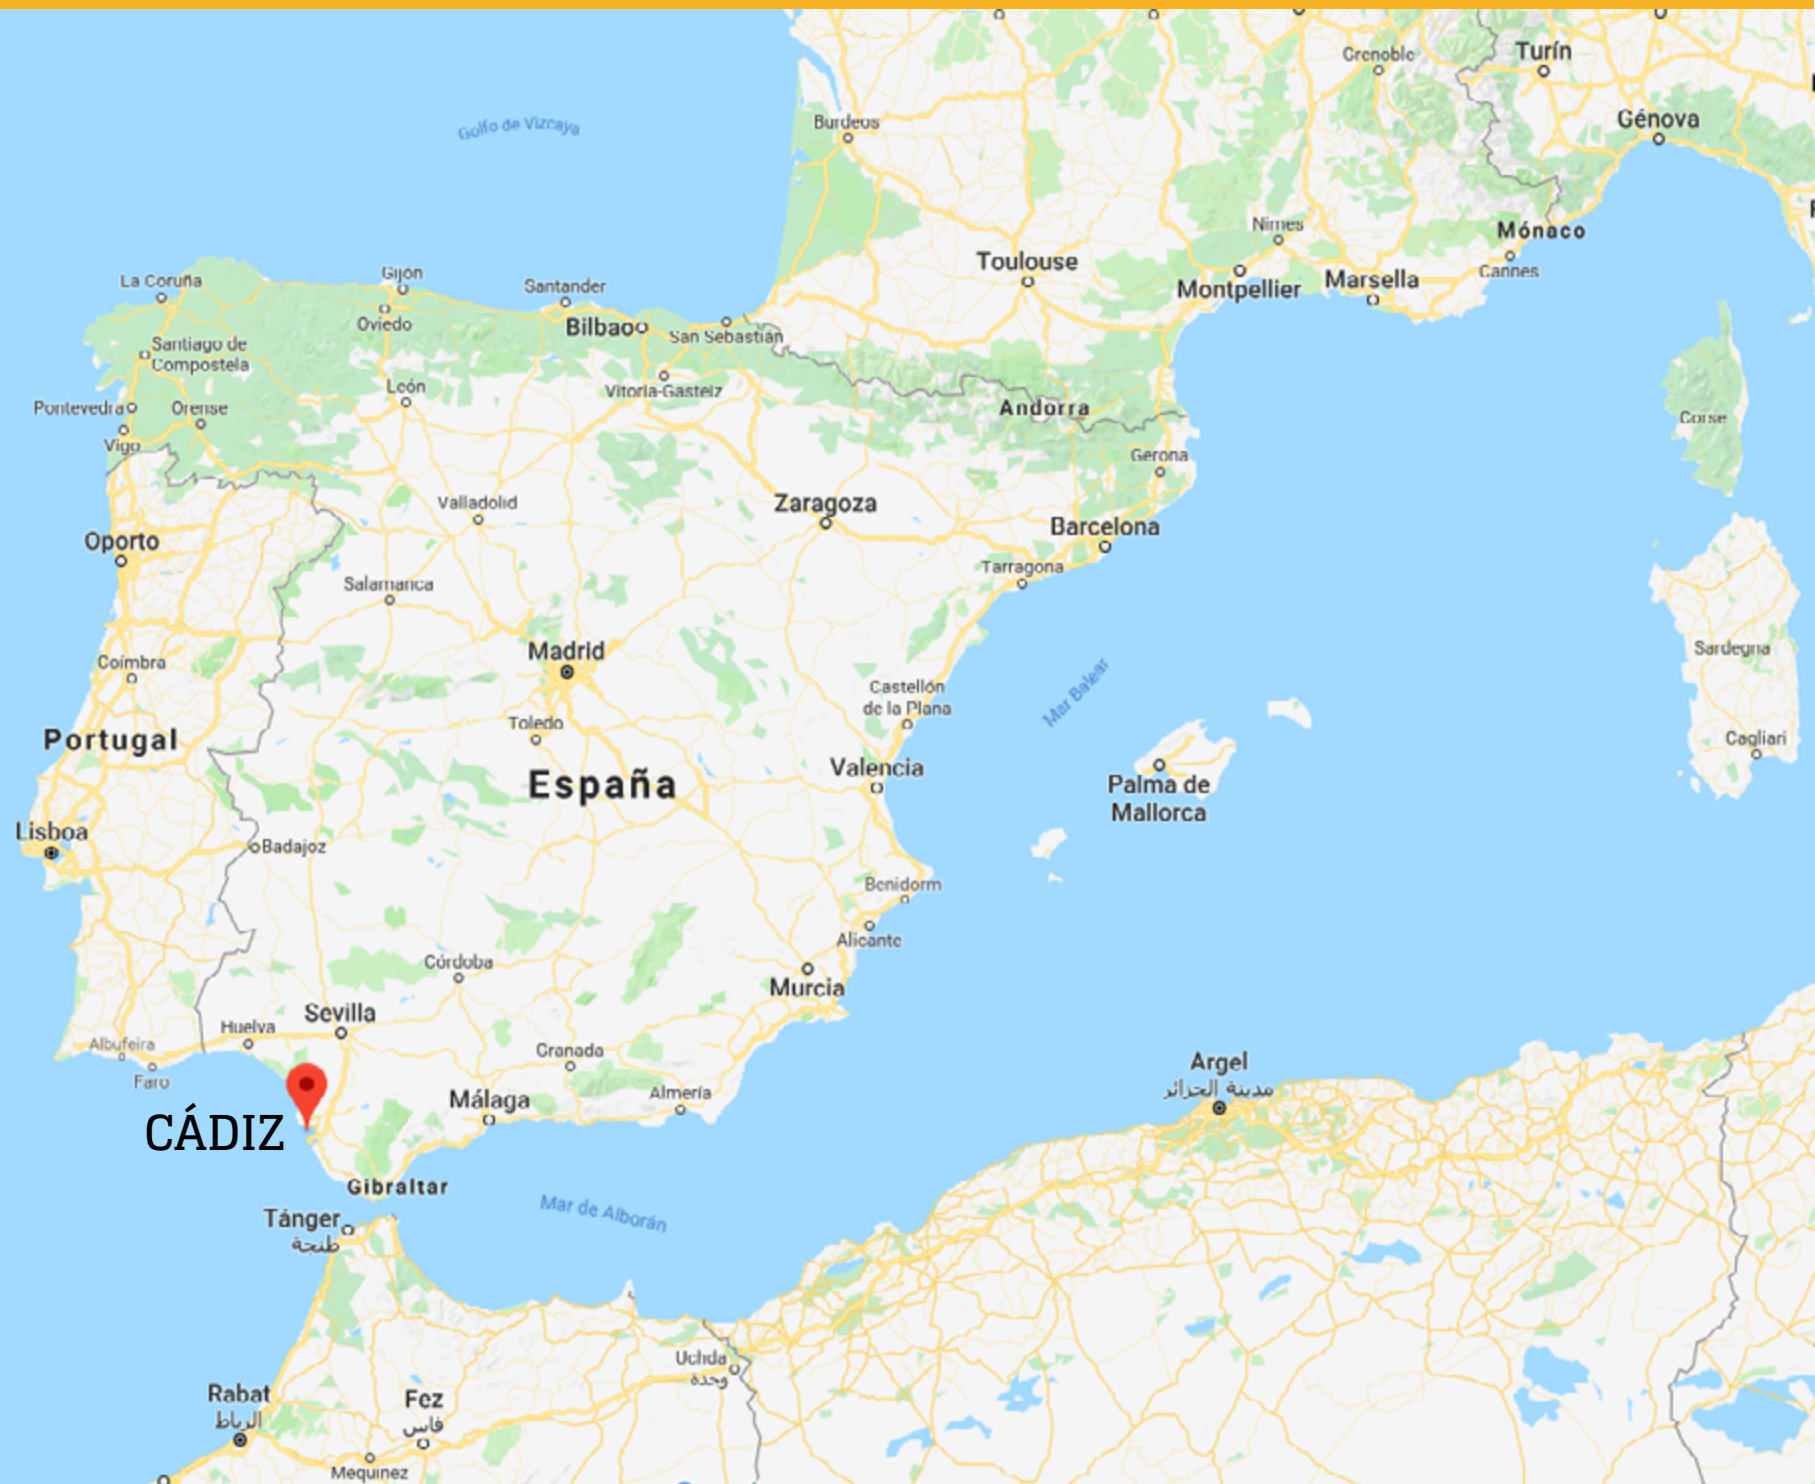 Grenoble
Turín
Génova
Burdeos
Golfo de Vizcaya
Nimes
Mónaco
Toulouse
Montpellier
Marsella
Cannes
La Coruña
Gijón
Santander
Oviedo
Bilbao
San Sebastián
Santiago de
Compostela
León
Vitoria-Gasteiz
Pontevedra
Orense
Andorra
Corse
Vigo
Gerona
Valladolid
Zaragoza
Barcelona
Oporto
Tarragona
Salamanca
Madrid
Sardegna
Coímbra
Castellón
de la Plana
Mar Balear
Toledo
Portugal
Cagliari
España
Valencia
Palma de
Mallorca
Lisboa
Badajoz
Benidorm
Alicante
Córdoba
Murcia
Sevilla
Huelva
Albufeira
Granada
Faro
Argel
مدينة الجزائر
Málaga
Almería
CÁDIZ
Gibraltar
Mar de Alborán
Tánger
طنجة
Uchda
وجدة
Rabat
الرباط
Fez
فاس
Mequinez